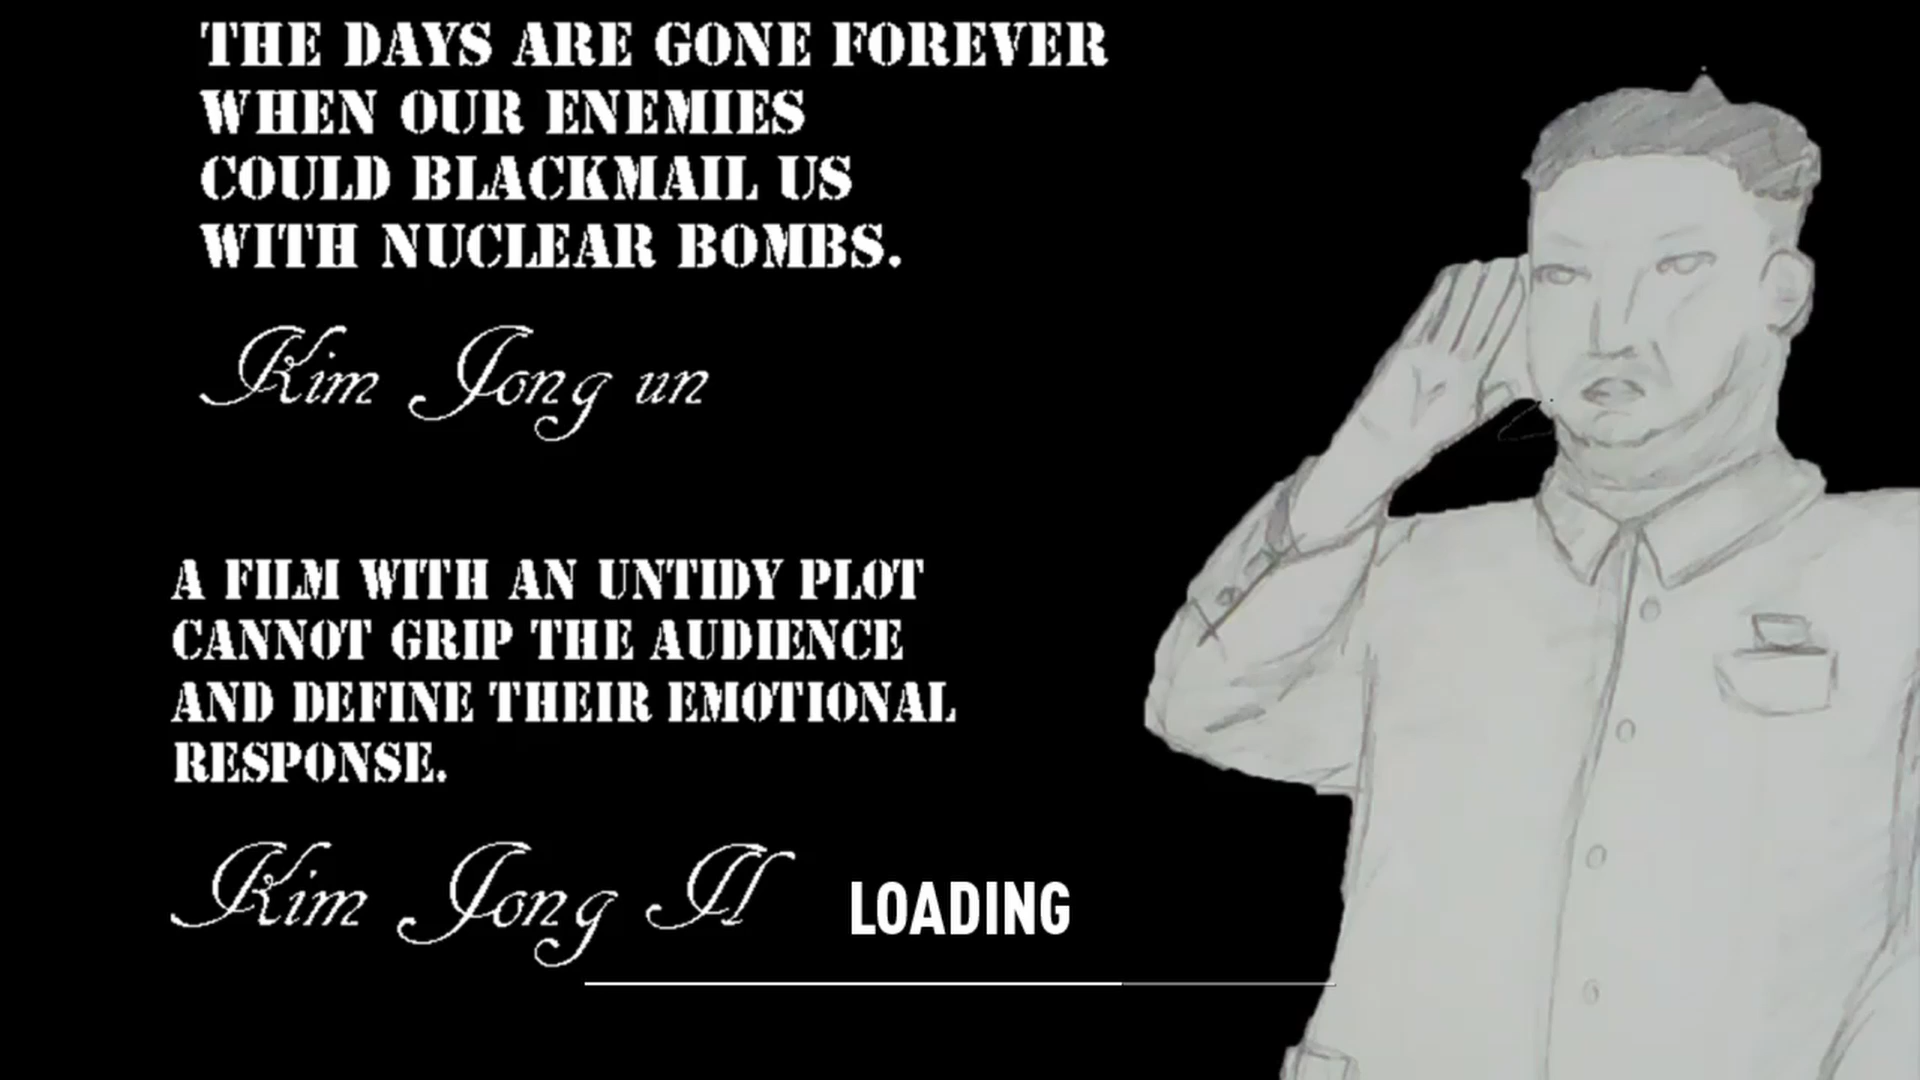 THE DAYS ARE GONE FOREVER
WHEN OUR ENEMIES
COULD BLACKMAIL US
WITH NUCLEAR BOMBS.
Kim Jong un
A FILM WITH AN UNTIDY PLOT
CANNOT GRIP THE AUDIENCE
AND DEFINE THEIR EMOTIONAL
RESPONSE.
Kim Jong Il
LOADING